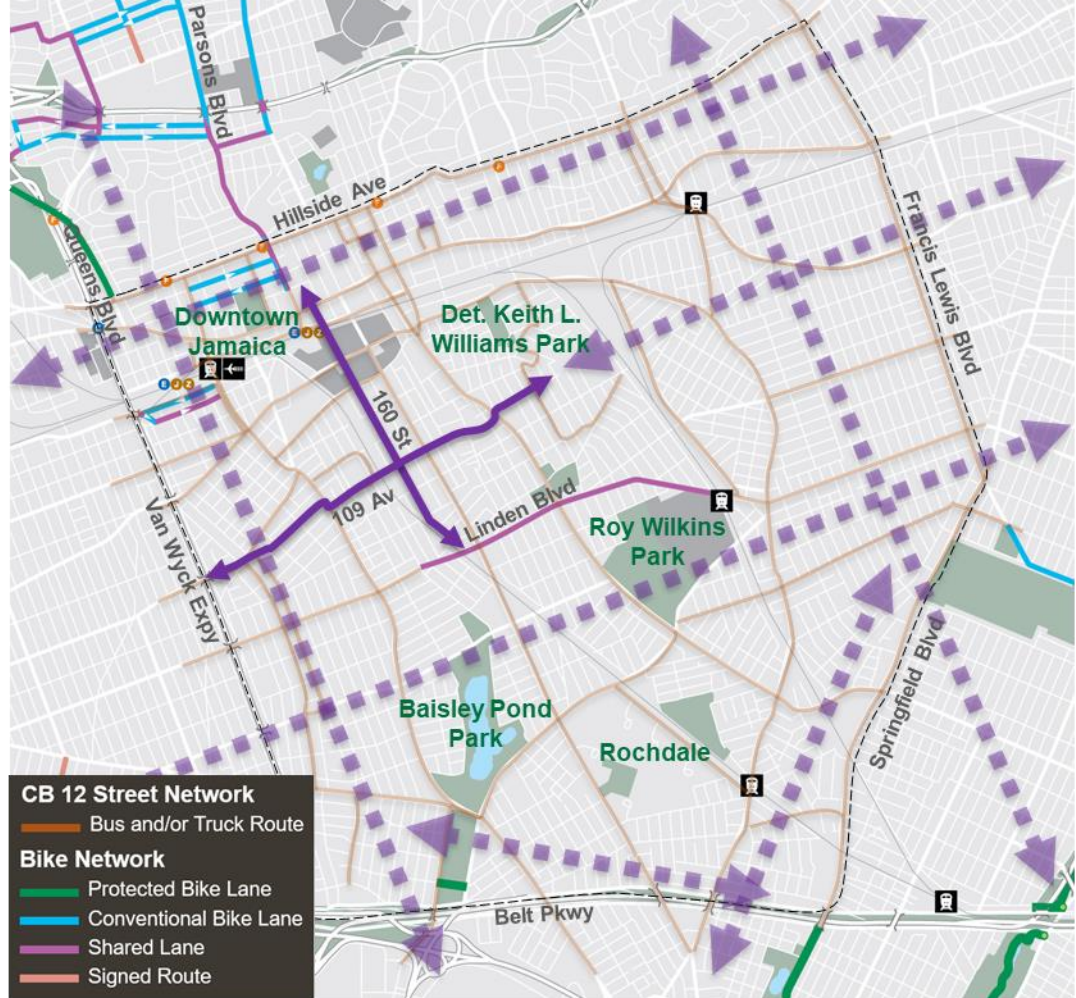 Parsons Blvd
Hillside Ave
F
F
F
F
F
Queens Blvd
E
Downtown
Jamaica
E J Z
E J Z
Det. Keith L.
Williams Park
Francis Lewis Blvd
160 St
109 Av
Linden Blvd
Van Wyck Expy
Roy Wilkins
Park
Springfield Blvd
Baisley Pond
Park
Rochdale
Belt Pkwy
CB 12 Street Network
Bus and/or Truck Route
Bike Network
Protected Bike Lane
Conventional Bike Lane
Shared Lane
Signed Route